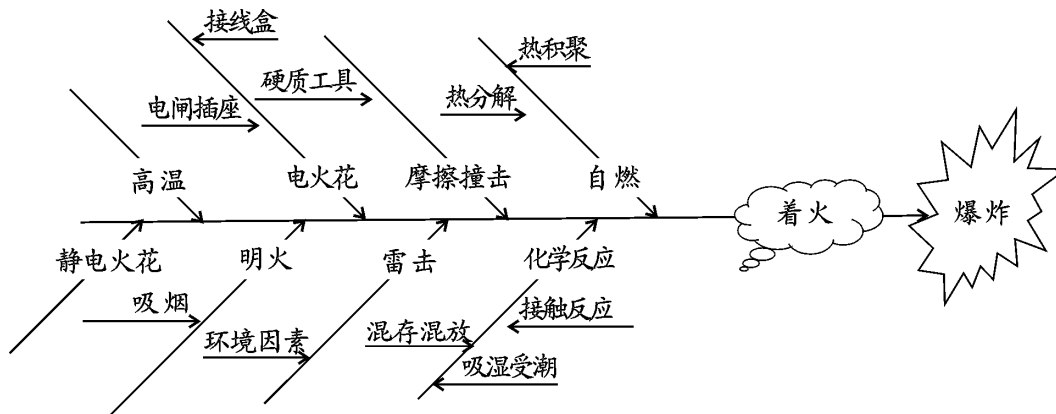 接线盒
热积聚
硬质工具
热分解
电闸插座
高温
电火花
摩擦撞击
自燃
着火
爆炸
静电火花
明火
雷击
化学反应
吸烟
接触反应
环境因素
混存混放
吸湿受潮